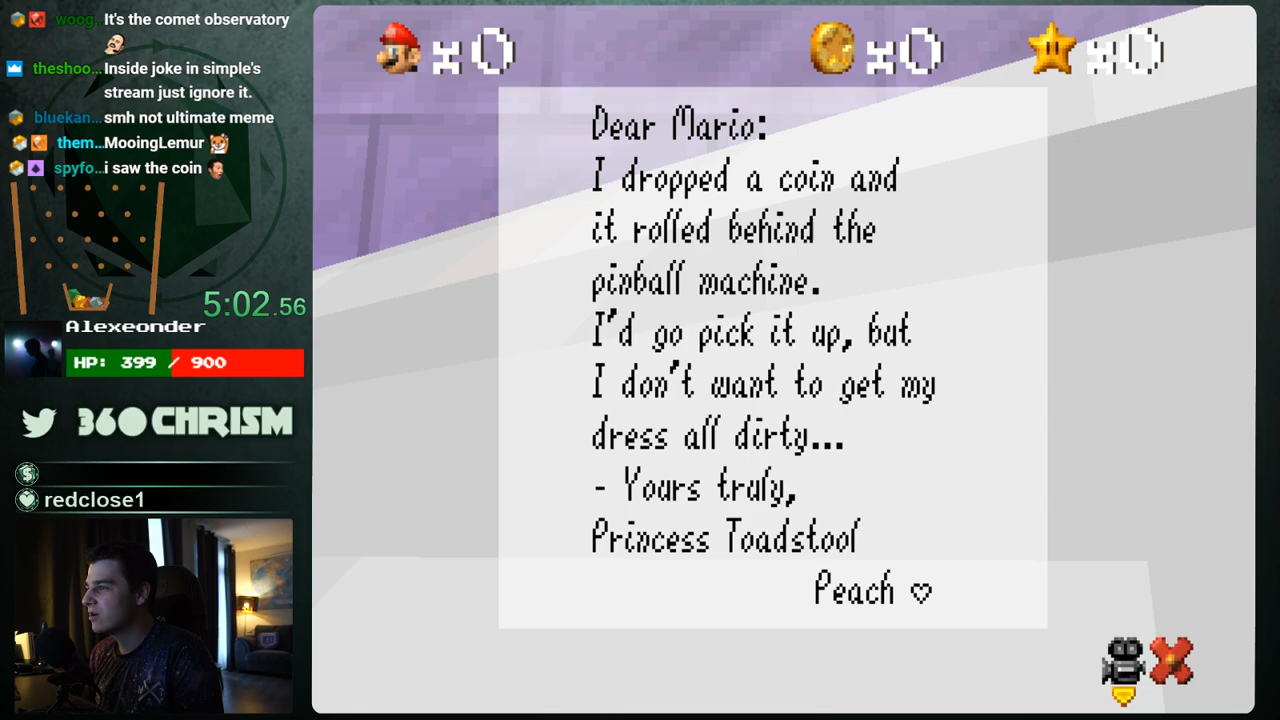 woog… It's the comet observatory
theshoo… Inside joke in simple's
stream just ignore it.
bluekan… smh not ultimate meme
them… MooingLemur
spyfo… i saw the coin
5:02.56
Alexeonder
HP: 399 / 900
360CHRISM
$
redclose1
x0
x0
x0
Dear Mario:
I dropped a coin and
it rolled behind the
pinball machine.
I'd go pick it up, but
I don't want to get my
dress all dirty...
- Yours truly,
Princess Toadstool
Peach ♡